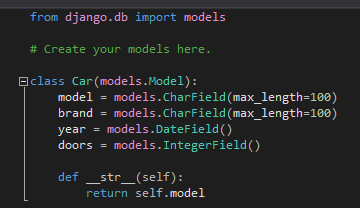 from django.db import models
# Create your models here.
class Car(models.Model):
model = models.CharField(max_length=100)
brand = models.CharField(max_length=100)
year = models.DateField()
doors = models.IntegerField()
def __str__(self):
return self.model